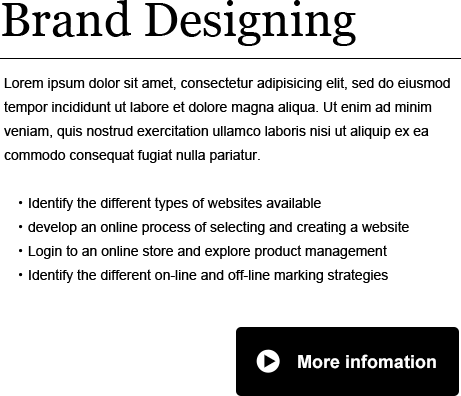 Brand Designing
Lorem ipsum dolor sit amet, consectetur adipisicing elit, sed do eiusmod
tempor incididunt ut labore et dolore magna aliqua. Ut enim ad minim
veniam, quis nostrud exercitation ullamco laboris nisi ut aliquip ex ea
commodo consequat fugiat nulla pariatur.
• Identify the different types of websites available
• develop an online process of selecting and creating a website
• Login to an online store and explore product management
• Identify the different on-line and off-line marking strategies
More infomation